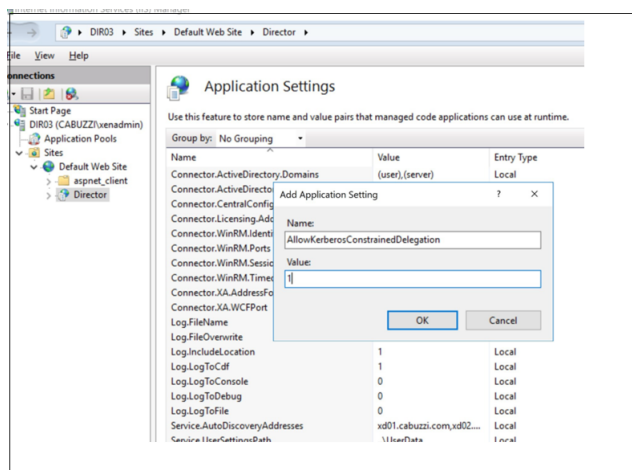 Internet Information Services (IIS) Manager
DIR03 Sites Default Web Site Director
File View Help
Connections
Start Page
DIR03 (CABUZZI\xenadmin)
Application Pools
Sites
Default Web Site
aspnet_client
Director
Application Settings
Use this feature to store name and value pairs that managed code applications can use at runtime.
Group by: No Grouping
Name Value Entry Type
Connector.ActiveDirectory.Domains (user),(server) Local
Connector.ActiveDirecto
Connector.CentralConfig
Connector.Licensing.Add
Connector.WinRM.Identi
Connector.WinRM.Ports
Connector.WinRM.Sessic
Connector.WinRM.Timec
Connector.XA.AddressFo
Connector.XA.WCFPort
Add Application Setting ? ×
Name:
AllowKerberosConstrainedDelegation
Value:
1
OK Cancel
Log.FileName
Log.FileOverwrite
Log.IncludeLocation 1 Local
Log.LogToCdf 1 Local
Log.LogToConsole 0 Local
Log.LogToDebug 0 Local
Log.LogToFile 0 Local
Service.AutoDiscoveryAddresses xd01.cabuzzi.com,xd02.... Local
Service.UserSettingsPath .\UserData Local